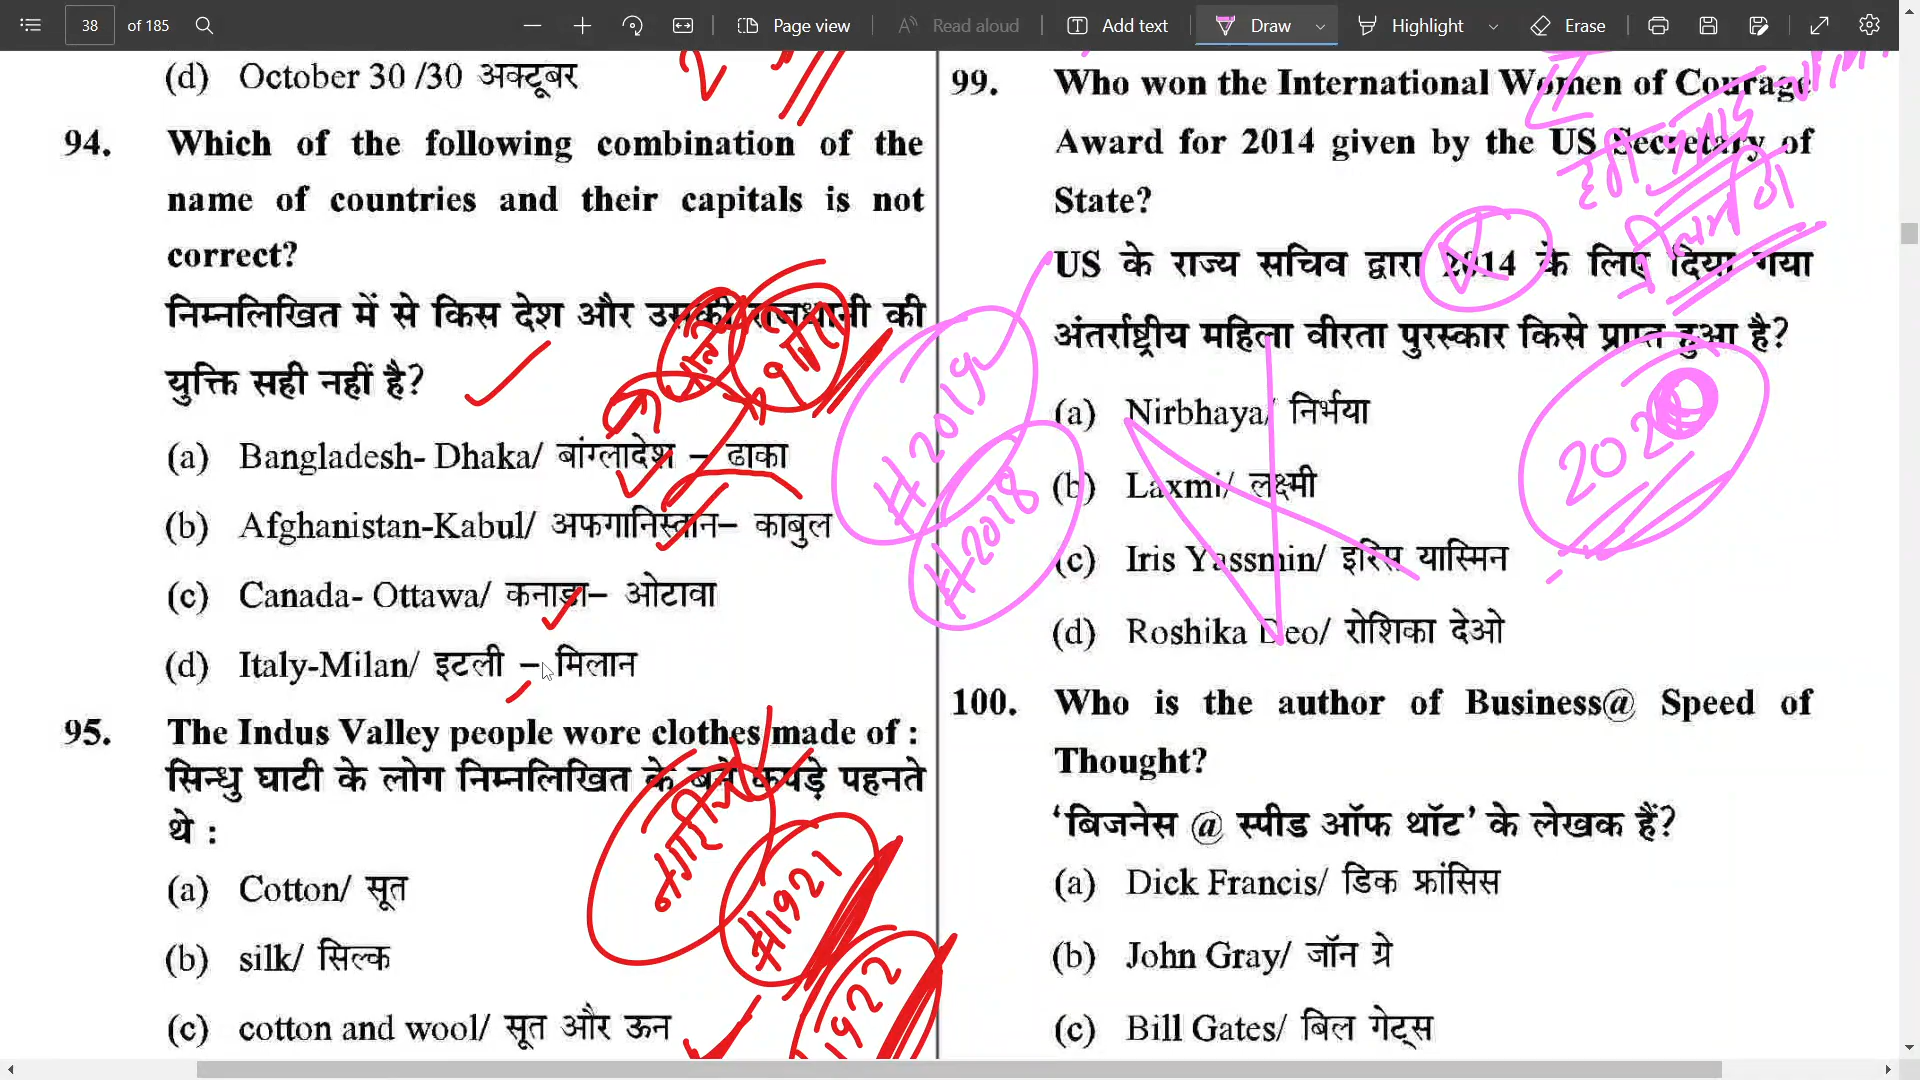 38 of 185 Page view Read aloud Add text Draw Highlight Erase
(d) October 30 /30 अक्टूबर
94. Which of the following combination of the
name of countries and their capitals is not
correct?
निम्नलिखित में से किस देश और उसकी राजधानी की
युक्ति सही नहीं है?
(a) Bangladesh- Dhaka/ बांग्लादेश – ढाका
(b) Afghanistan-Kabul/ अफगानिस्तान– काबुल
(c) Canada- Ottawa/ कनाडा– ओटावा
(d) Italy-Milan/ इटली – मिलान
95. The Indus Valley people wore clothes made of :
सिन्धु घाटी के लोग निम्नलिखित के बने कपड़े पहनते
थे :
(a) Cotton/ सूत
(b) silk/ सिल्क
(c) cotton and wool/ सूत और ऊन
#1921
1922
99. Who won the International Women of Courage
Award for 2014 given by the US Secretary of
State?
US के राज्य सचिव द्वारा 2014 के लिए दिया गया
अंतर्राष्ट्रीय महिला वीरता पुरस्कार किसे प्राप्त हुआ है?
(a) Nirbhaya/ निर्भया
(b) Laxmi/ लक्ष्मी
(c) Iris Yassmin/ इरिस यास्मिन
(d) Roshika Deo/ रोशिका देओ
#2019
#2018
2020
100. Who is the author of Business@ Speed of
Thought?
‘बिजनेस @ स्पीड ऑफ थॉट’ के लेखक हैं?
(a) Dick Francis/ डिक फ्रांसिस
(b) John Gray/ जॉन ग्रे
(c) Bill Gates/ बिल गेट्स